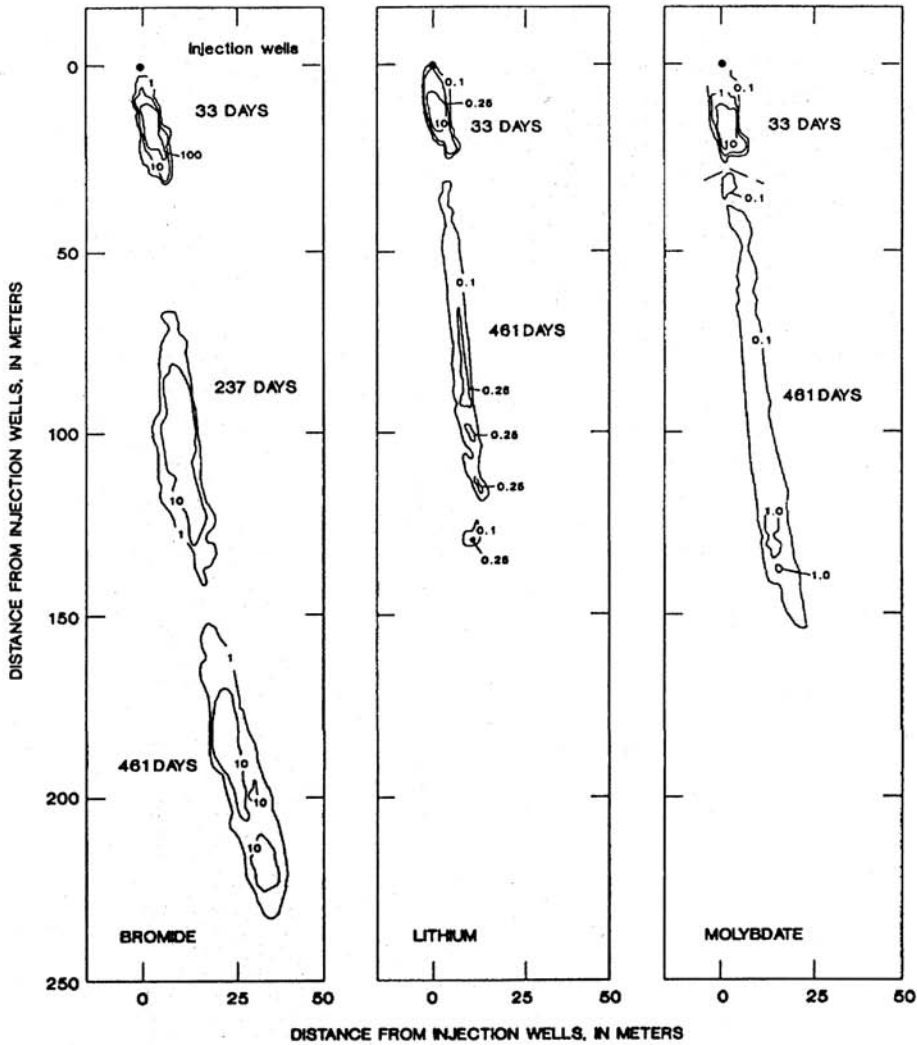 Injection wells
0
50
100
150
200
250
DISTANCE FROM INJECTION WELLS, IN METERS
1
33 DAYS
100
10
237 DAYS
10
1
1
461 DAYS
10
10
10
BROMIDE
0.1
0.25
10
33 DAYS
0.1
461 DAYS
0.25
0.25
0.25
0.1
0.25
LITHIUM
1
0.1
33 DAYS
10
0.1
0.1
461 DAYS
1.0
1.0
MOLYBDATE
0 25 50
0 25 50
0 25 50
DISTANCE FROM INJECTION WELLS, IN METERS